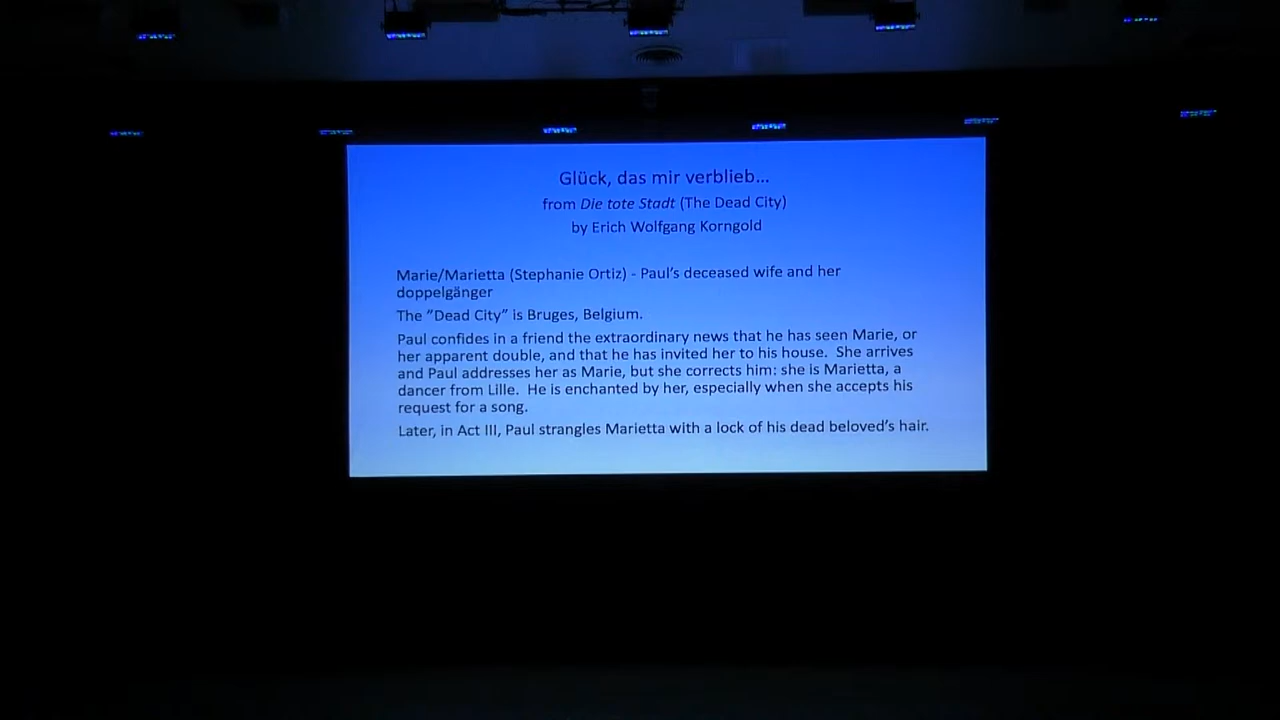 Glück, das mir verblieb...
from Die tote Stadt (The Dead City)
by Erich Wolfgang Korngold
Marie/Marietta (Stephanie Ortiz) - Paul's deceased wife and her
doppelgänger
The “Dead City” is Bruges, Belgium.
Paul confides in a friend the extraordinary news that he has seen Marie, or
her apparent double, and that he has invited her to his house.  She arrives
and Paul addresses her as Marie, but she corrects him: she is Marietta, a
dancer from Lille.  He is enchanted by her, especially when she accepts his
request for a song.
Later, in Act III, Paul strangles Marietta with a lock of his dead beloved's hair.